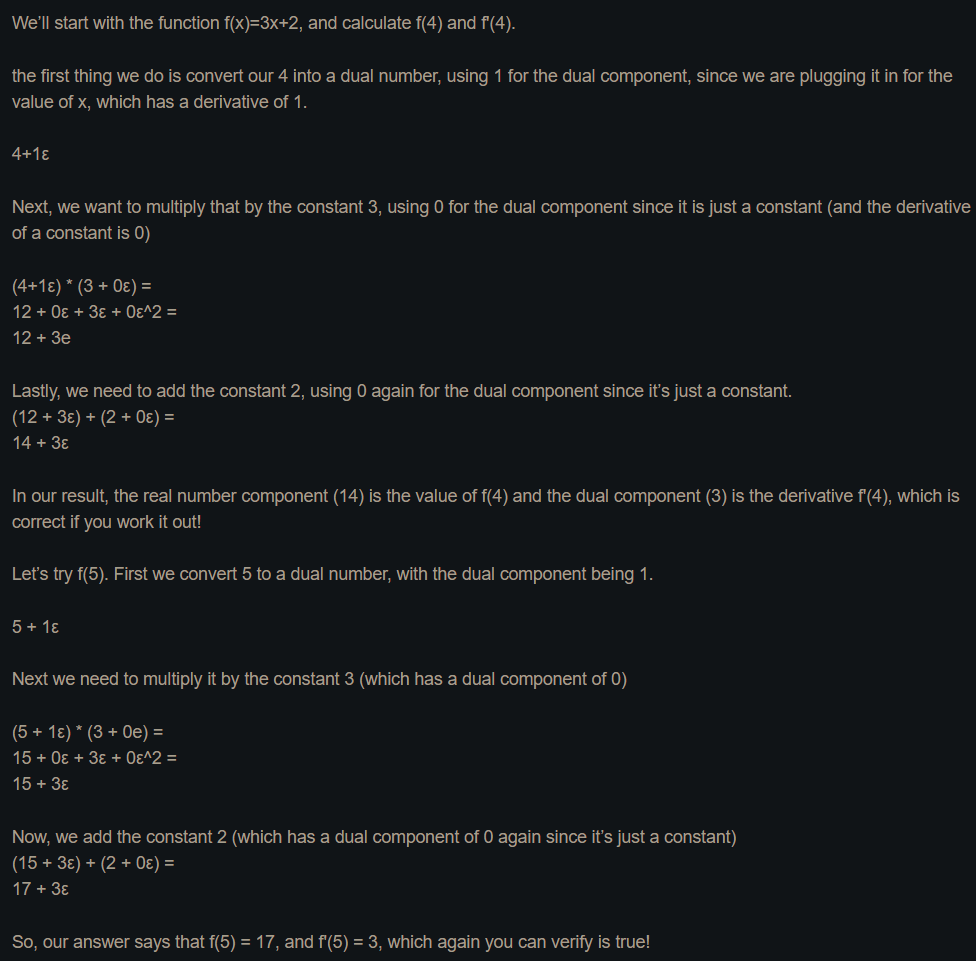 We'll start with the function f(x)=3x+2, and calculate f(4) and f'(4).
the first thing we do is convert our 4 into a dual number, using 1 for the dual component, since we are plugging it in for the
value of x, which has a derivative of 1.
4+1ε
Next, we want to multiply that by the constant 3, using 0 for the dual component since it is just a constant (and the derivative
of a constant is 0)
(4+1ε) * (3 + 0ε) =
12 + 0ε + 3ε + 0ε^2 =
12 + 3e
Lastly, we need to add the constant 2, using 0 again for the dual component since it's just a constant.
(12 + 3ε) + (2 + 0ε) =
14 + 3ε
In our result, the real number component (14) is the value of f(4) and the dual component (3) is the derivative f'(4), which is
correct if you work it out!
Let's try f(5). First we convert 5 to a dual number, with the dual component being 1.
5 + 1ε
Next we need to multiply it by the constant 3 (which has a dual component of 0)
(5 + 1ε) * (3 + 0e) =
15 + 0ε + 3ε + 0ε^2 =
15 + 3ε
Now, we add the constant 2 (which has a dual component of 0 again since it's just a constant)
(15 + 3ε) + (2 + 0ε) =
17 + 3ε
So, our answer says that f(5) = 17, and f'(5) = 3, which again you can verify is true!